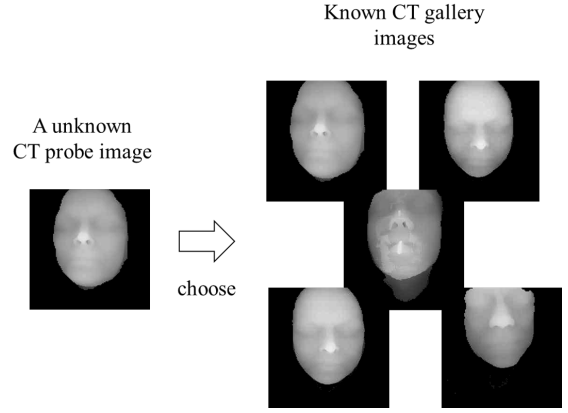 Known CT gallery
images
A unknown
CT probe image
choose